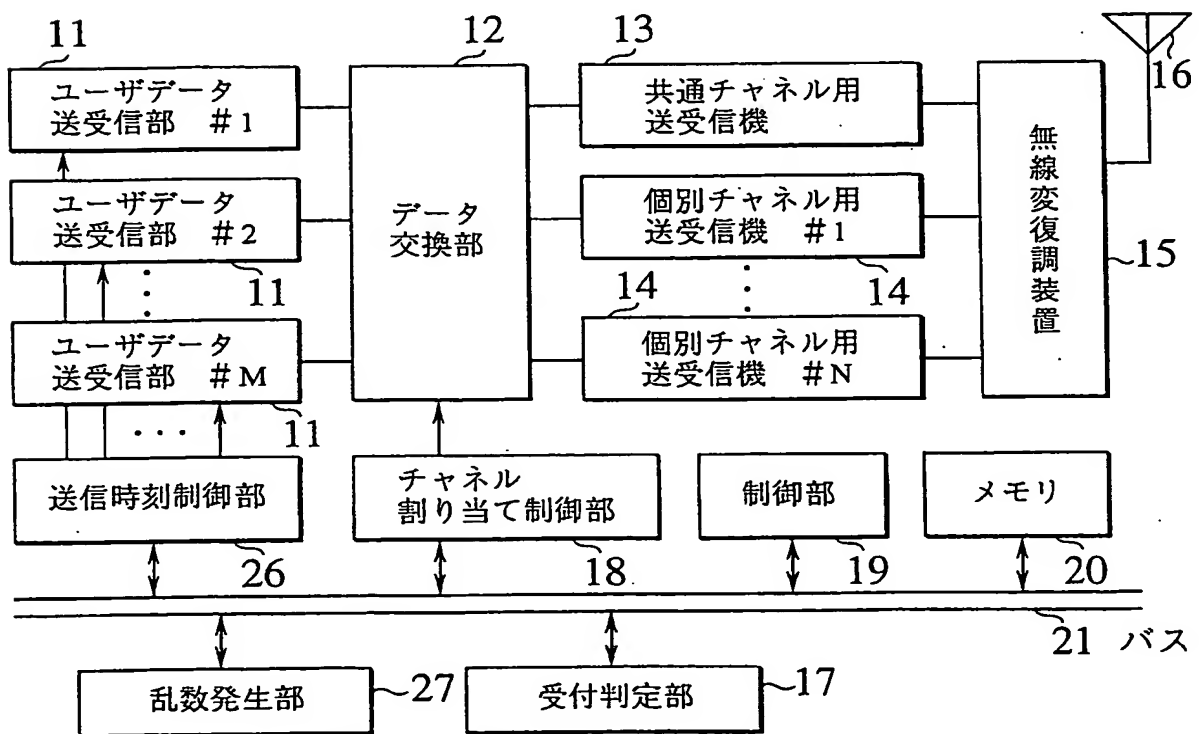 11
12
13
16
ユーザデータ
送受信部 #1
共通チャネル用
送受信機
無線変復調装置
ユーザデータ
送受信部 #2
データ
交換部
個別チャネル用
送受信機 #1
15
11
14
14
ユーザデータ
送受信部 #M
個別チャネル用
送受信機 #N
11
送信時刻制御部
チャネル
割り当て制御部
制御部
メモリ
26
18
19
20
21 バス
乱数発生部
27
受付判定部
17